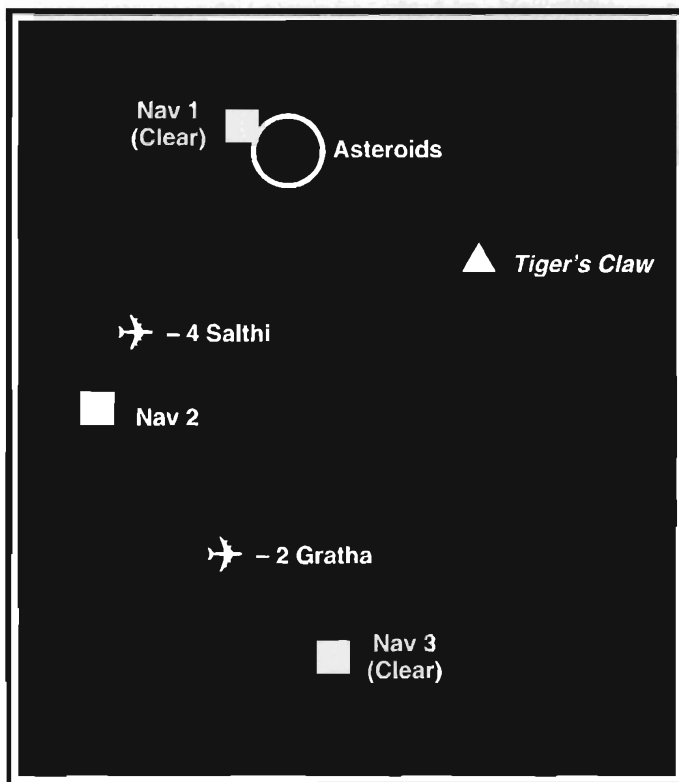 Nav 1
(Clear)
Asteroids
Tiger's Claw
– 4 Salthi
Nav 2
– 2 Gratha
Nav 3
(Clear)